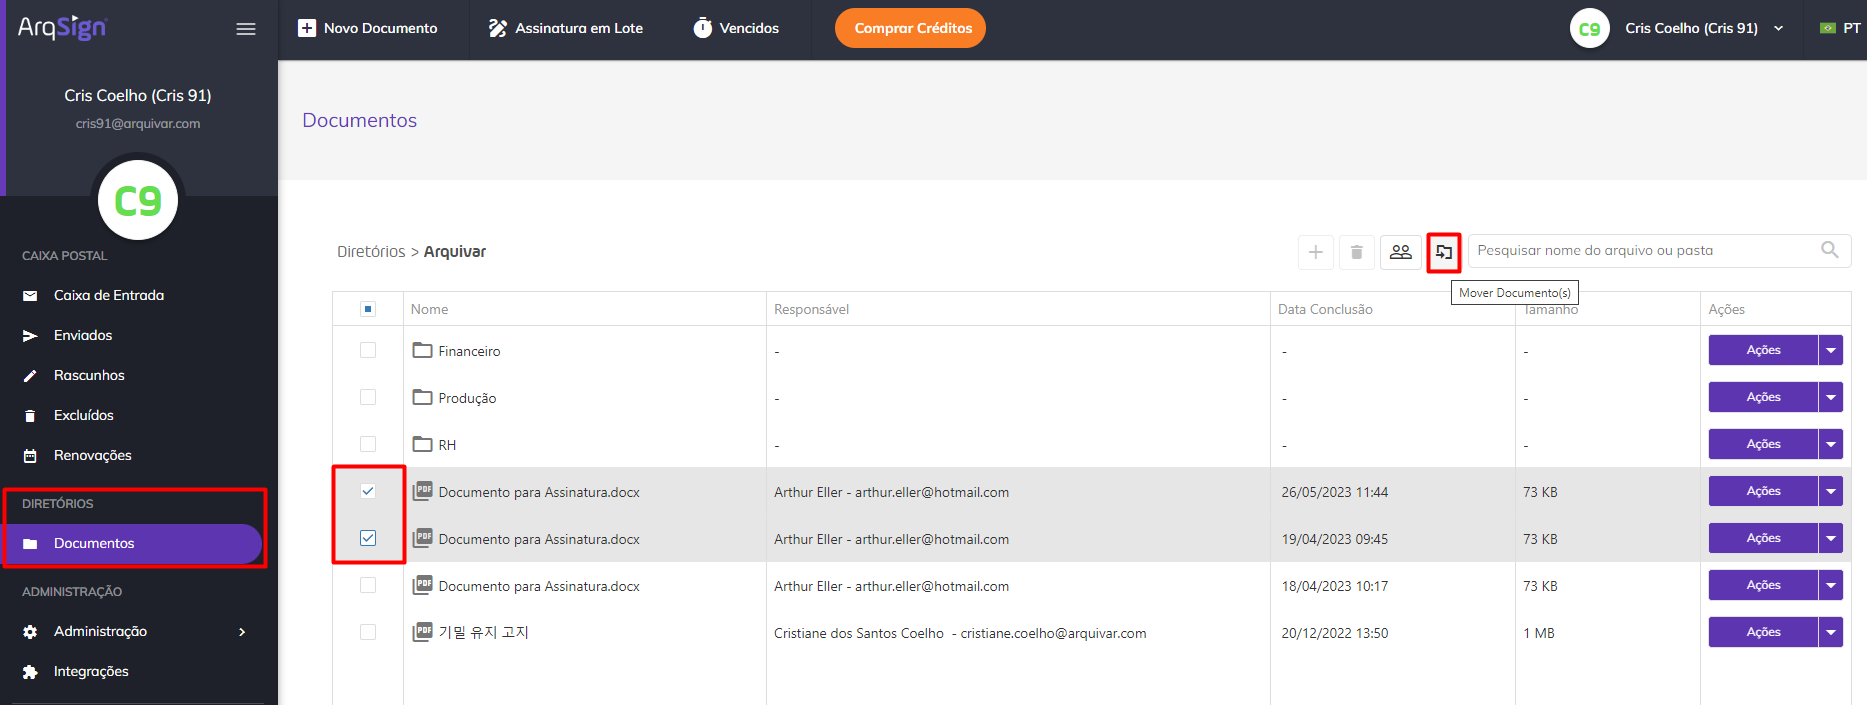 ArqSign
Novo Documento
Assinatura em Lote
Vencidos
Comprar Créditos
C9
Cris Coelho (Cris 91)
PT
Cris Coelho (Cris 91)
cris91@arquivar.com
C9
CAIXA POSTAL
Caixa de Entrada
Enviados
Rascunhos
Excluídos
Renovações
DIRETÓRIOS
Documentos
ADMINISTRAÇÃO
Administração
Integrações
Documentos
Diretórios > Arquivar
Pesquisar nome do arquivo ou pasta
Mover Documento(s)
Nome Responsável Data Conclusão Tamanho Ações
Financeiro - - - Ações
Produção - - - Ações
RH - - - Ações
PDF Documento para Assinatura.docx Arthur Eller - arthur.eller@hotmail.com 26/05/2023 11:44 73 KB Ações
PDF Documento para Assinatura.docx Arthur Eller - arthur.eller@hotmail.com 19/04/2023 09:45 73 KB Ações
PDF Documento para Assinatura.docx Arthur Eller - arthur.eller@hotmail.com 18/04/2023 10:17 73 KB Ações
PDF 기밀 유지 고지 Cristiane dos Santos Coelho - cristiane.coelho@arquivar.com 20/12/2022 13:50 1 MB Ações